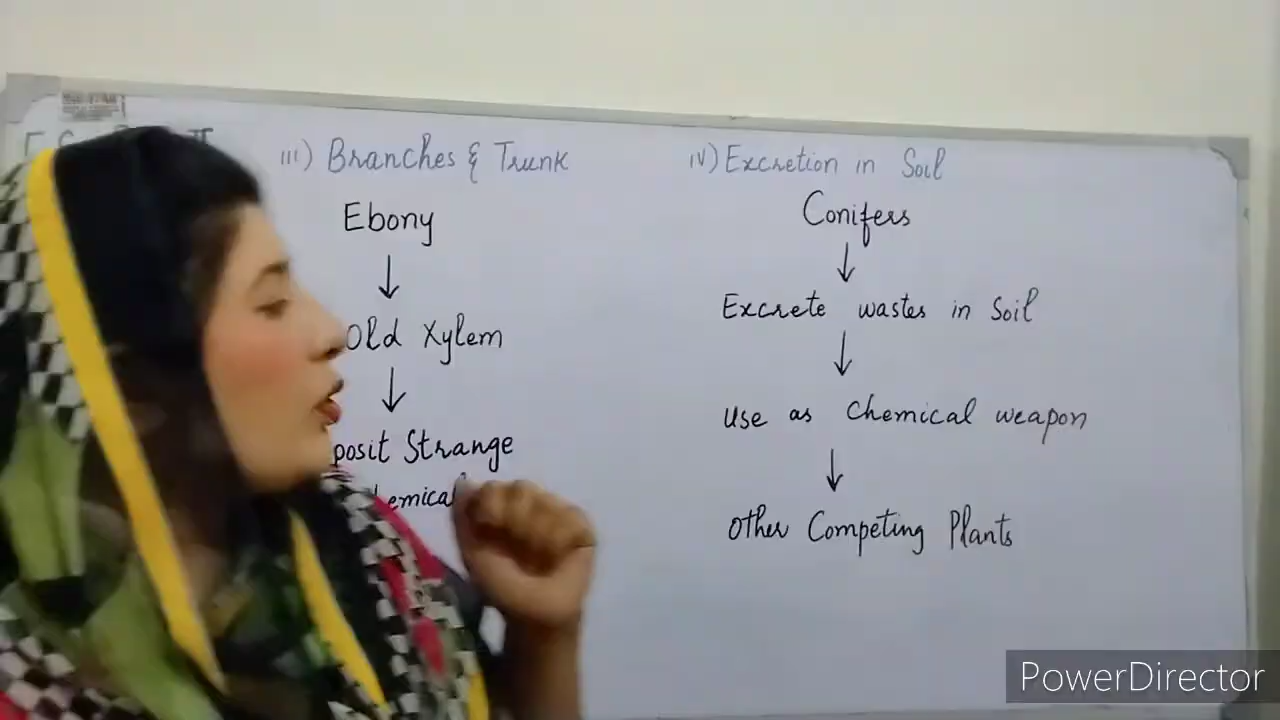 III) Branches & Trunk
Ebony
↓
Old Xylem
↓
posit Strange
emical
IV) Excretion in Soil
Conifers
↓
Excrete wastes in Soil
↓
Use as Chemical weapon
↓
Other Competing Plants
PowerDirector